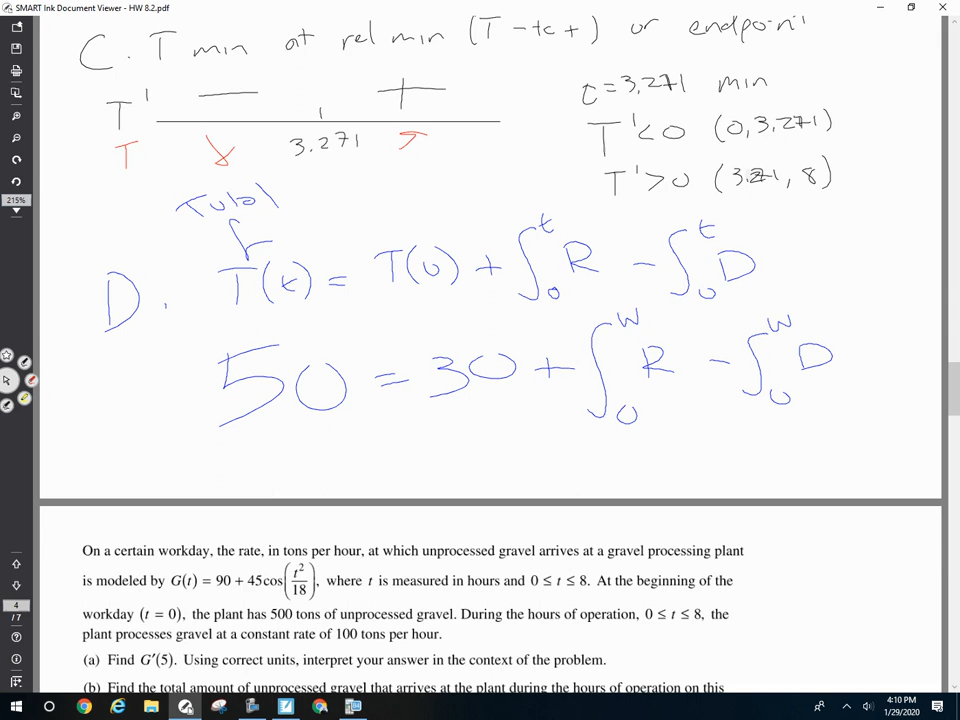 SMART Ink Document Viewer - HW 8.2.pdf
C. T min at rel min (T - to +) or endpoint
T' — +
3.271
T
t = 3.271 min
T' < 0 (0, 3.271)
T' > 0 (3.271, 8)
215%
Total
D. T(t) = T(0) + ∫₀ᵗ R - ∫₀ᵗ D
50 = 30 + ∫₀ᵂ R - ∫₀ᵂ D
On a certain workday, the rate, in tons per hour, at which unprocessed gravel arrives at a gravel processing plant
is modeled by G(t) = 90 + 45cos(t²/18), where t is measured in hours and 0 ≤ t ≤ 8. At the beginning of the
workday (t = 0), the plant has 500 tons of unprocessed gravel. During the hours of operation, 0 ≤ t ≤ 8, the
plant processes gravel at a constant rate of 100 tons per hour.
(a) Find G′(5). Using correct units, interpret your answer in the context of the problem.
(b) Find the total amount of unprocessed gravel that arrives at the plant during the hours of operation on this
4
/ 7
4:10 PM
1/29/2020